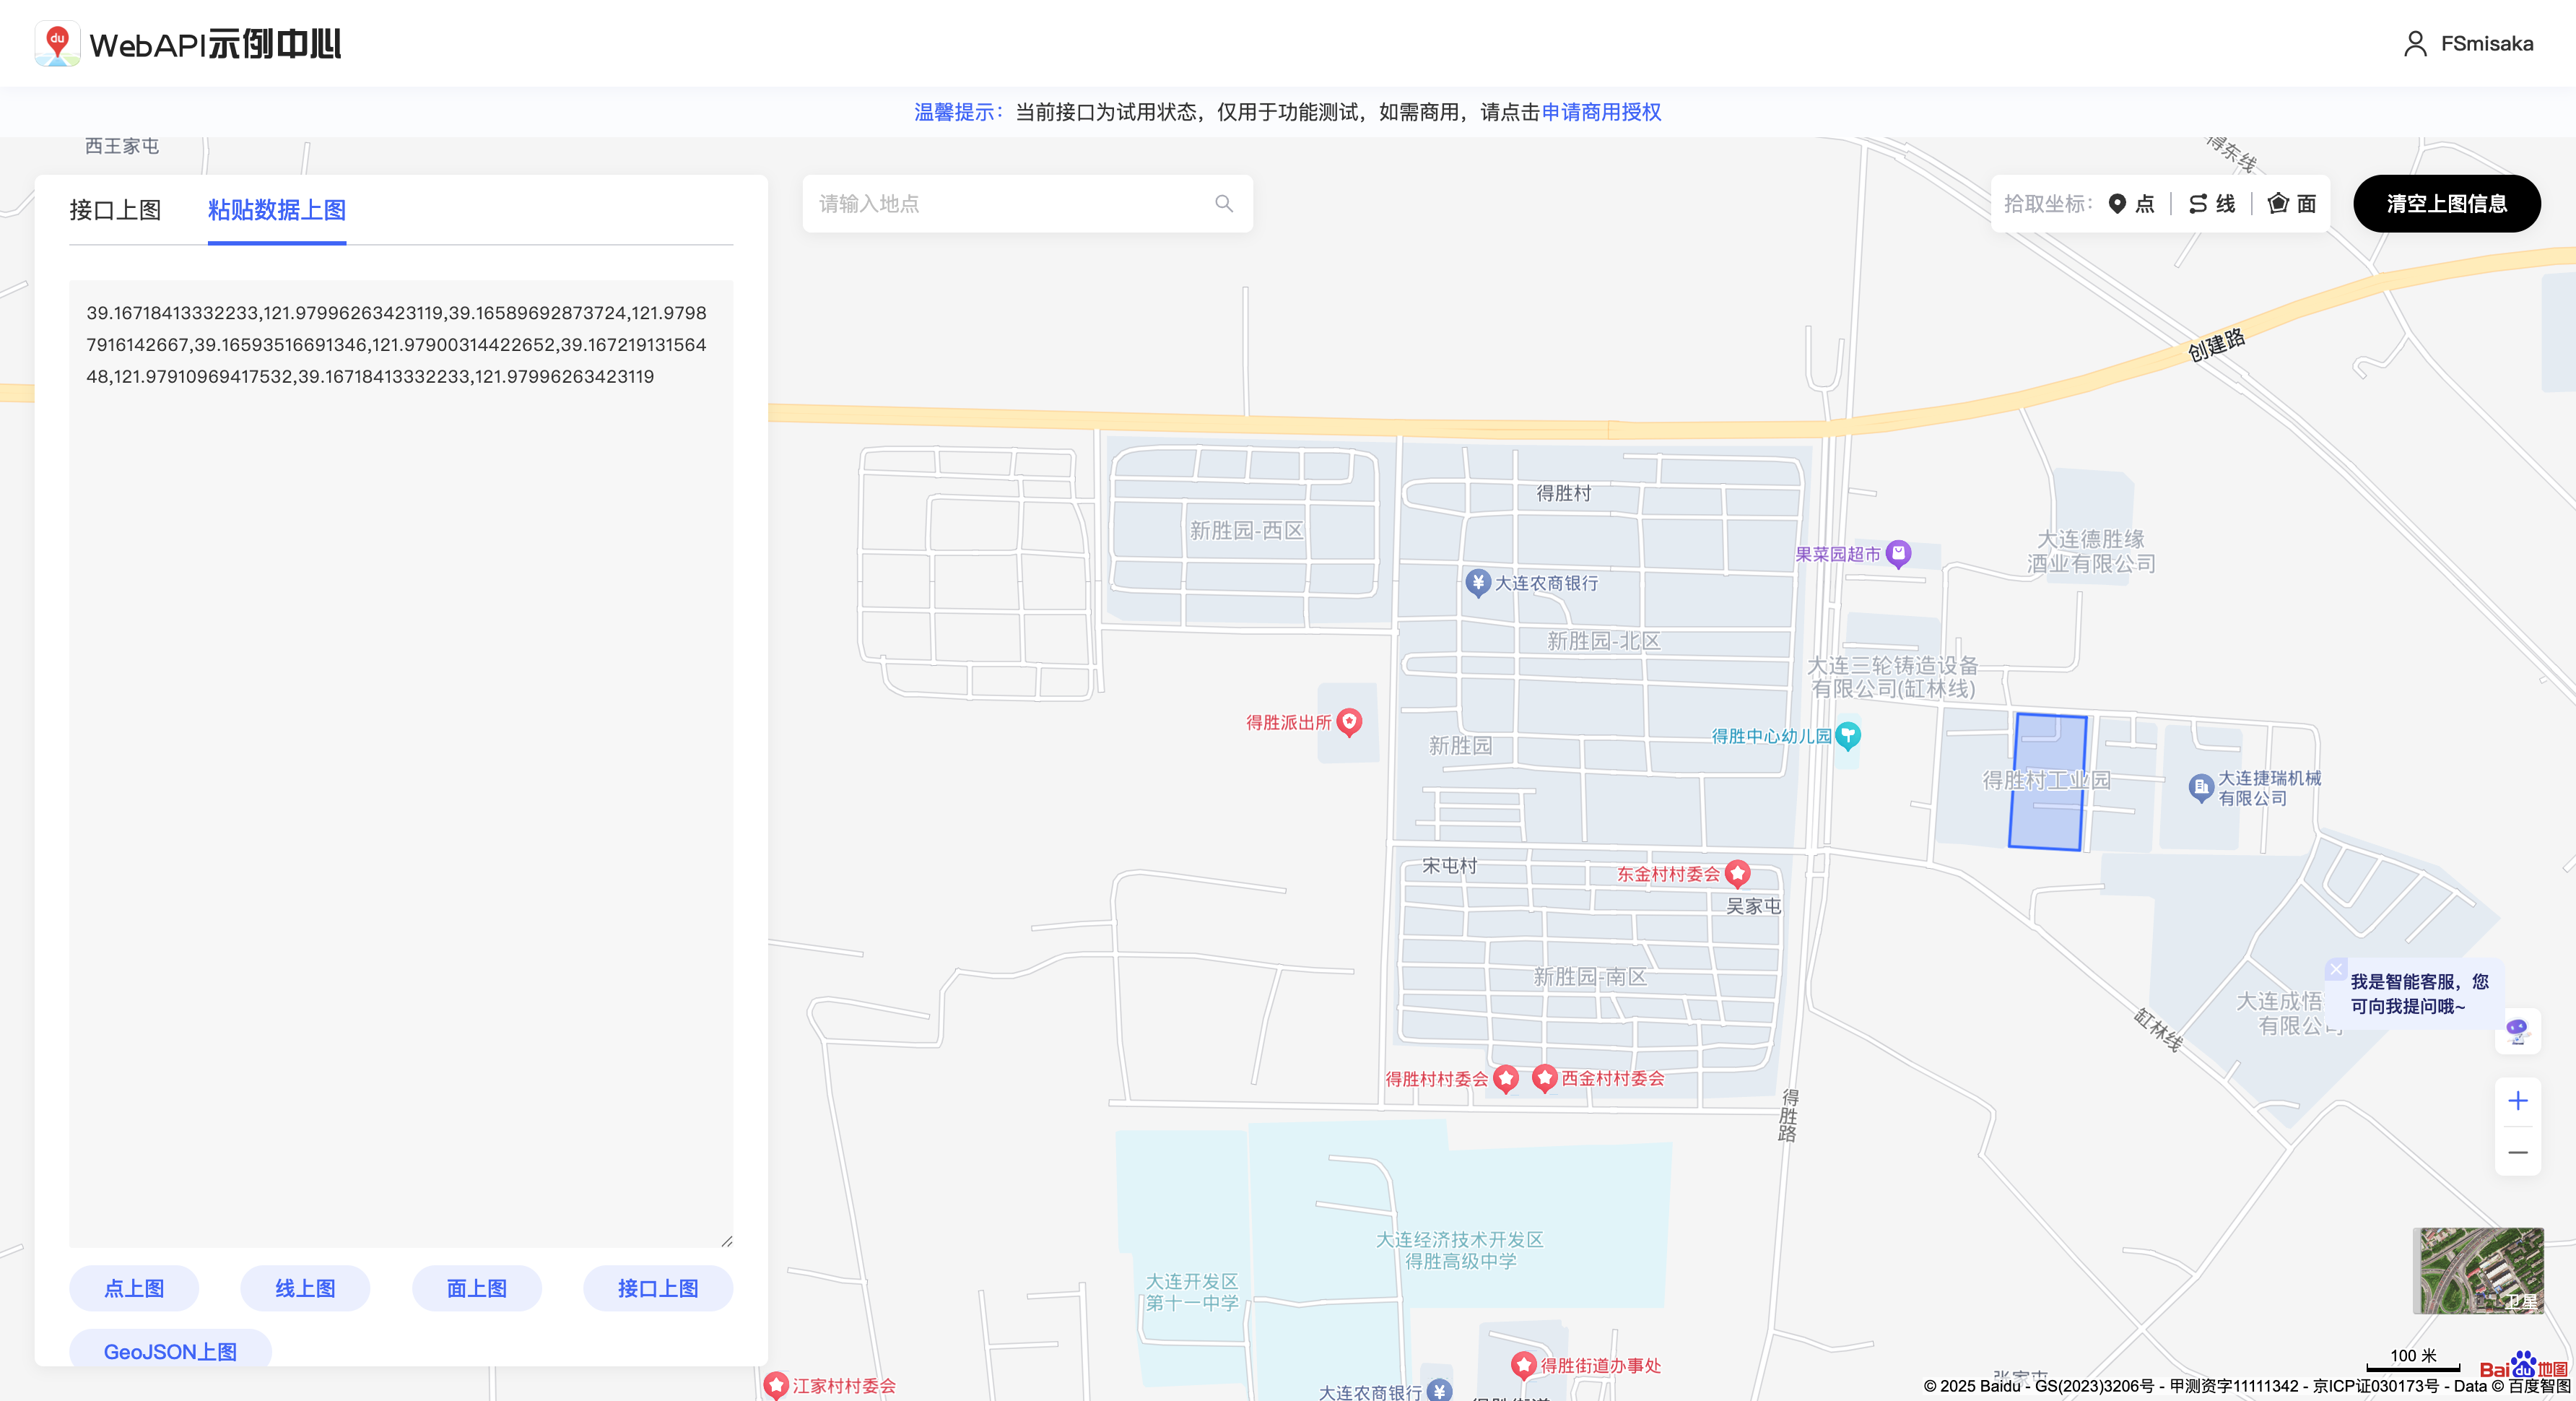 WebAPI示例中心
FSmisaka
温馨提示：当前接口为试用状态，仅用于功能测试，如需商用，请点击申请商用授权
西王家屯
得东线
接口上图
粘贴数据上图
请输入地点
拾取坐标：
点
线
面
清空上图信息
39.16718413332233,121.97996263423119,39.16589692873724,121.9798
7916142667,39.16593516691346,121.97900314422652,39.167219131564
48,121.97910969417532,39.16718413332233,121.97996263423119
创建路
得胜村
新胜园-西区
果菜园超市
大连德胜缘
酒业有限公司
大连农商银行
新胜园-北区
大连三轮铸造设备
有限公司(缸林线)
得胜派出所
新胜园
得胜中心幼儿园
得胜村工业园
大连捷瑞机械
有限公司
宋屯村
东金村村委会
吴家屯
新胜园-南区
我是智能客服，您
可向我提问哦~
大连成悟
有限公司
缸林线
得胜村村委会
西金村村委会
得胜路
大连经济技术开发区
得胜高级中学
大连开发区
第十一中学
卫星
点上图
线上图
面上图
接口上图
GeoJSON上图
得胜街道办事处
江家村村委会
大连农商银行
100 米
Bai du 地图
© 2025 Baidu - GS(2023)3206号 - 甲测资字11111342 - 京ICP证030173号 - Data © 百度智图